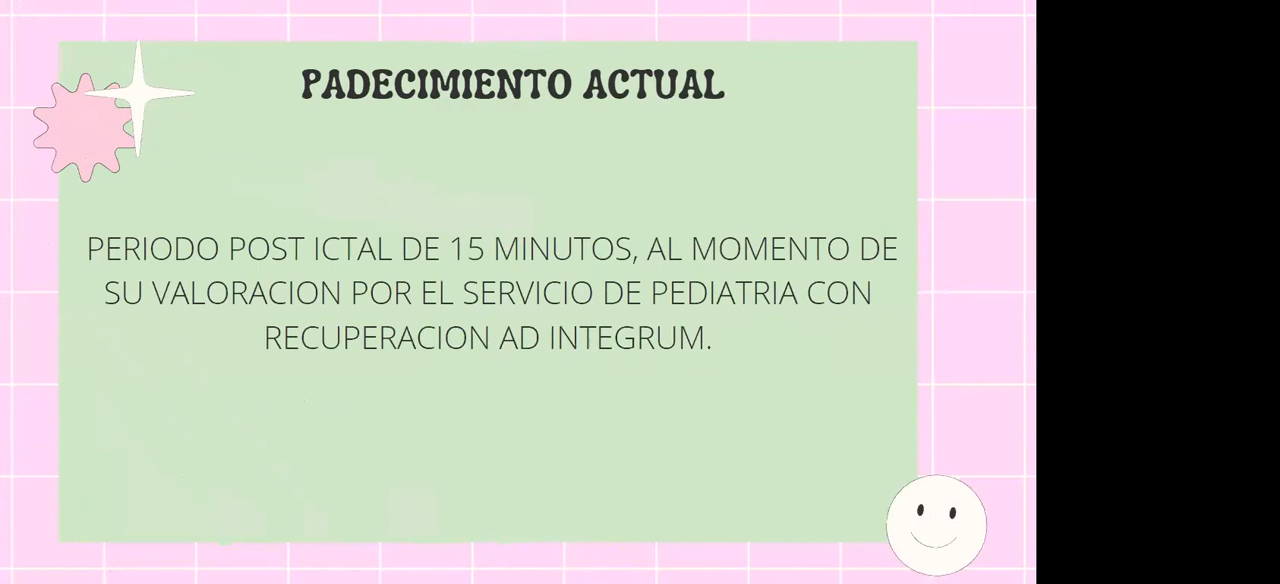 PADECIMIENTO ACTUAL
PERIODO POST ICTAL DE 15 MINUTOS, AL MOMENTO DE
SU VALORACION POR EL SERVICIO DE PEDIATRIA CON
RECUPERACION AD INTEGRUM.